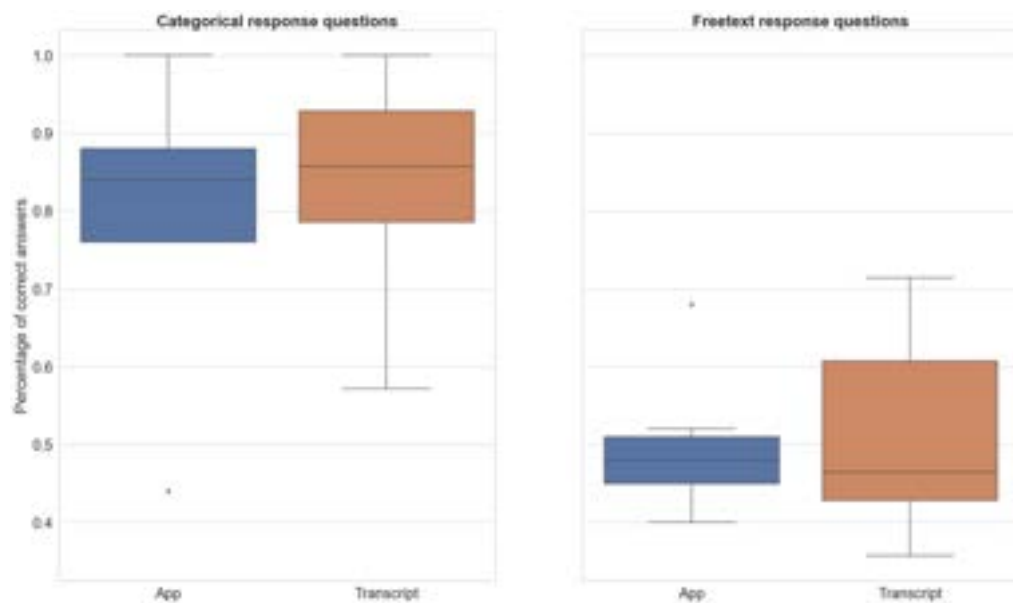 Categorical response questions
Freetext response questions
Percentage of correct answers
1.0
0.9
0.8
0.7
0.6
0.5
0.4
App
Transcript
App
Transcript